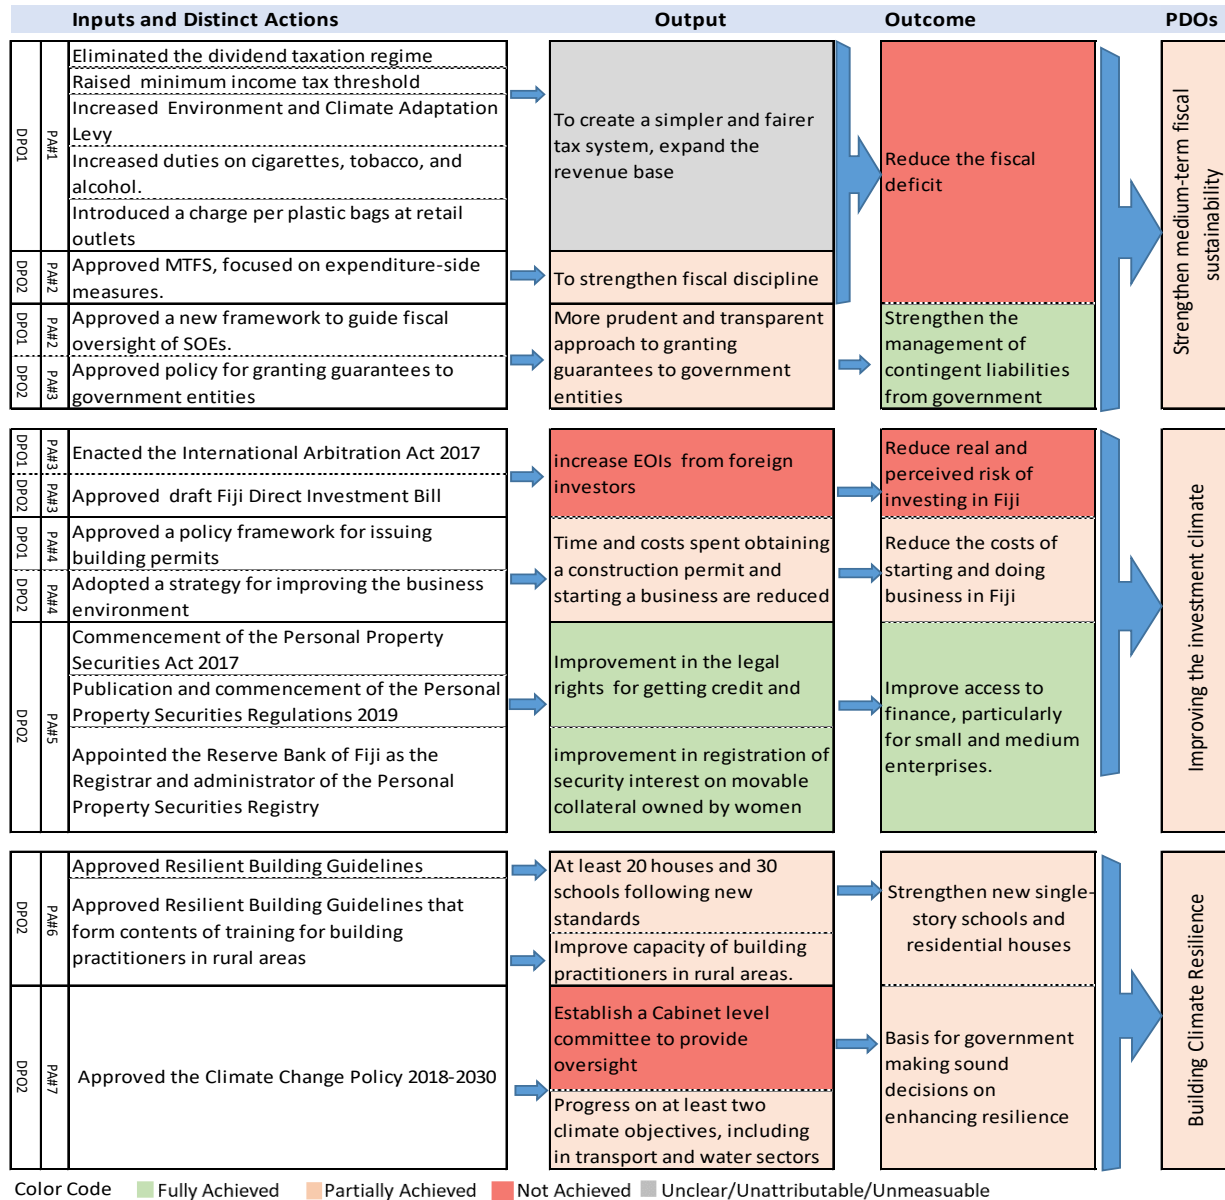 Inputs and Distinct Actions
Output
Outcome
PDOs
DPO1
PA#1
Eliminated the dividend taxation regime
Raised minimum income tax threshold
Increased Environment and Climate Adaptation
Levy
Increased duties on cigarettes, tobacco, and
alcohol.
Introduced a charge per plastic bags at retail
outlets
To create a simpler and fairer
tax system, expand the
revenue base
Reduce the fiscal
deficit
DPO2
PA#2
Approved MTFS, focused on expenditure-side
measures.
To strengthen fiscal discipline
DPO1
PA#2
Approved a new framework to guide fiscal
oversight of SOEs.
DPO2
PA#3
Approved policy for granting guarantees to
government entities
More prudent and transparent
approach to granting
guarantees to government
entities
Strengthen the
management of
contingent liabilities
from government
Strengthen medium-term fiscal
sustainability
DPO1
PA#3
Enacted the International Arbitration Act 2017
DPO2
PA#3
Approved draft Fiji Direct Investment Bill
increase EOIs from foreign
investors
Reduce real and
perceived risk of
investing in Fiji
DPO1
PA#4
Approved a policy framework for issuing
building permits
DPO2
PA#4
Adopted a strategy for improving the business
environment
Time and costs spent obtaining
a construction permit and
starting a business are reduced
Reduce the costs of
starting and doing
business in Fiji
DPO2
PA#5
Commencement of the Personal Property
Securities Act 2017
Publication and commencement of the Personal
Property Securities Regulations 2019
Appointed the Reserve Bank of Fiji as the
Registrar and administrator of the Personal
Property Securities Registry
Improvement in the legal
rights for getting credit and
improvement in registration of
security interest on movable
collateral owned by women
Improve access to
finance, particularly
for small and medium
enterprises.
Improving the investment climate
DPO2
PA#6
Approved Resilient Building Guidelines
Approved Resilient Building Guidelines that
form contents of training for building
practitioners in rural areas
At least 20 houses and 30
schools following new
standards
Improve capacity of building
practitioners in rural areas.
Strengthen new single-
story schools and
residential houses
DPO2
PA#7
Approved the Climate Change Policy 2018-2030
Establish a Cabinet level
committee to provide
oversight
Progress on at least two
climate objectives, including
in transport and water sectors
Basis for government
making sound
decisions on
enhancing resilience
Building Climate Resilience
Color Code
Fully Achieved
Partially Achieved
Not Achieved
Unclear/Unattributable/Unmeasuable